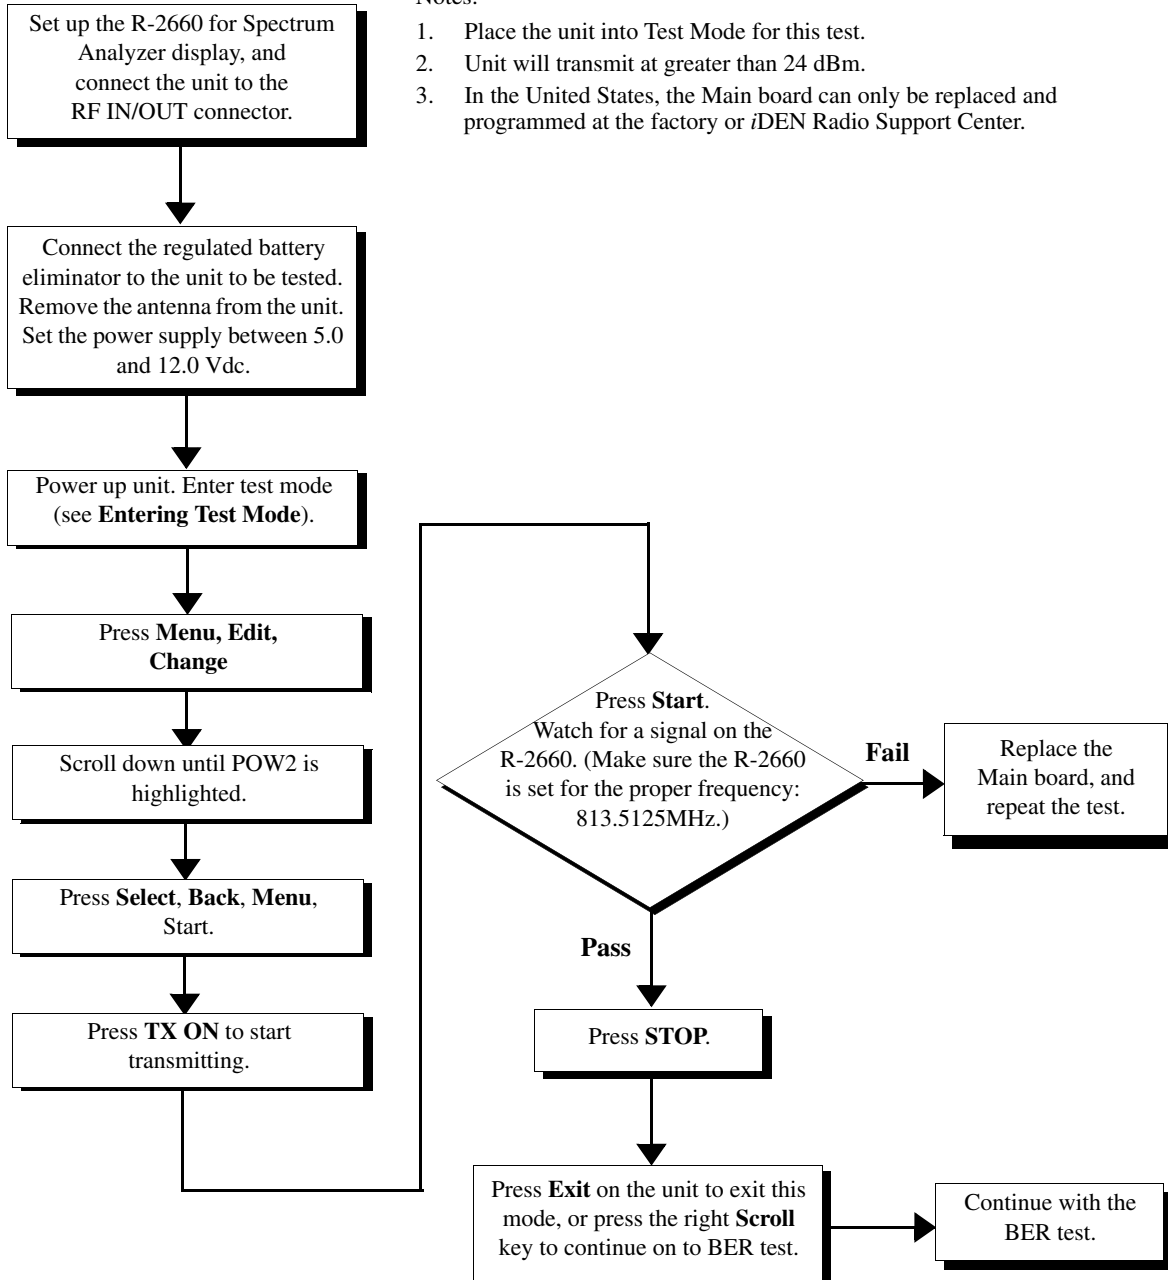 Notes:
1. Place the unit into Test Mode for this test.
2. Unit will transmit at greater than 24 dBm.
3. In the United States, the Main board can only be replaced and
programmed at the factory or iDEN Radio Support Center.
Set up the R-2660 for Spectrum
Analyzer display, and
connect the unit to the
RF IN/OUT connector.
Connect the regulated battery
eliminator to the unit to be tested.
Remove the antenna from the unit.
Set the power supply between 5.0
and 12.0 Vdc.
Power up unit. Enter test mode
(see Entering Test Mode).
Press Menu, Edit,
Change
Scroll down until POW2 is
highlighted.
Press Select, Back, Menu,
Start.
Press TX ON to start
transmitting.
Press Start.
Watch for a signal on the
R-2660. (Make sure the R-2660
is set for the proper frequency:
813.5125MHz.)
Fail
Replace the
Main board, and
repeat the test.
Pass
Press STOP.
Press Exit on the unit to exit this
mode, or press the right Scroll
key to continue on to BER test.
Continue with the
BER test.